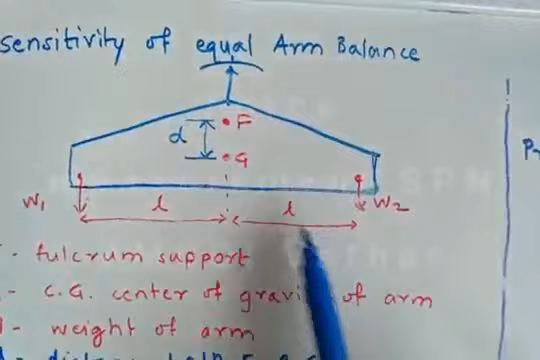 sensitivity of equal Arm Balance
F
d
G
W1 W2
l l
- fulcrum support
- C.G. center of gravi of arm
- weight of arm